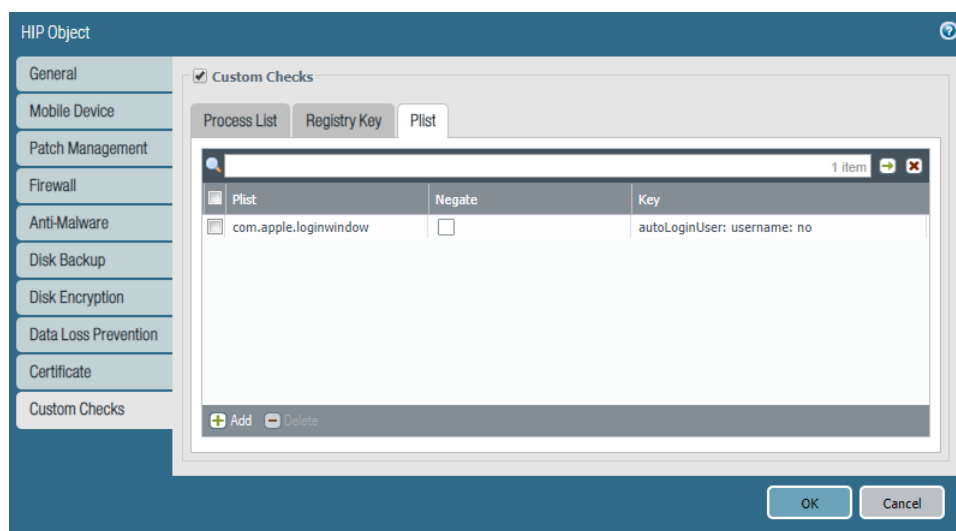 HIP Object
General
Mobile Device
Patch Management
Firewall
Anti-Malware
Disk Backup
Disk Encryption
Data Loss Prevention
Certificate
Custom Checks
Custom Checks
Process List Registry Key Plist
1 item
Plist Negate Key
com.apple.loginwindow autoLoginUser: username: no
Add Delete
OK Cancel